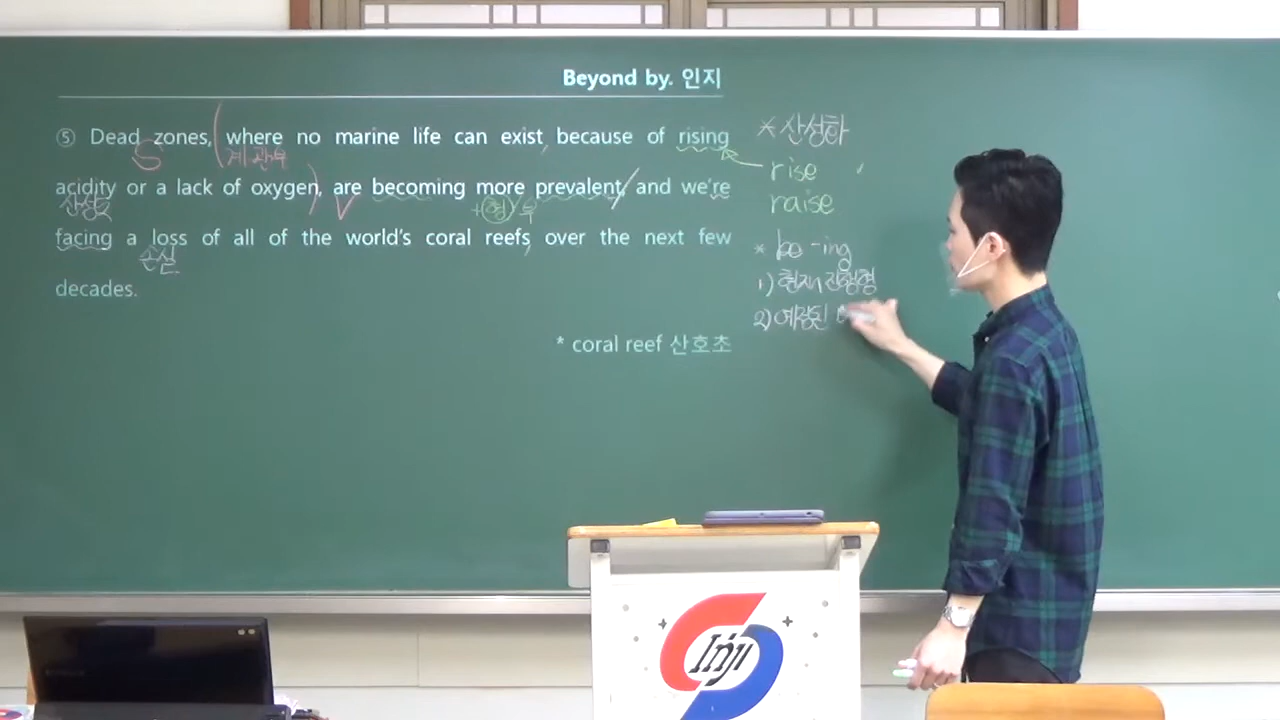 Beyond by. 인지
⑤ Dead zones, where no marine life can exist, because of rising
S
계 관부
acidity or a lack of oxygen, are becoming more prevalent, and we're
산성도
V
+형/부
facing a loss of all of the world's coral reefs, over the next few
손실
decades.
* coral reef 산호초
* 산성화
rise
raise
* be -ing
1) 현재진행형
2) 예정된
Inji